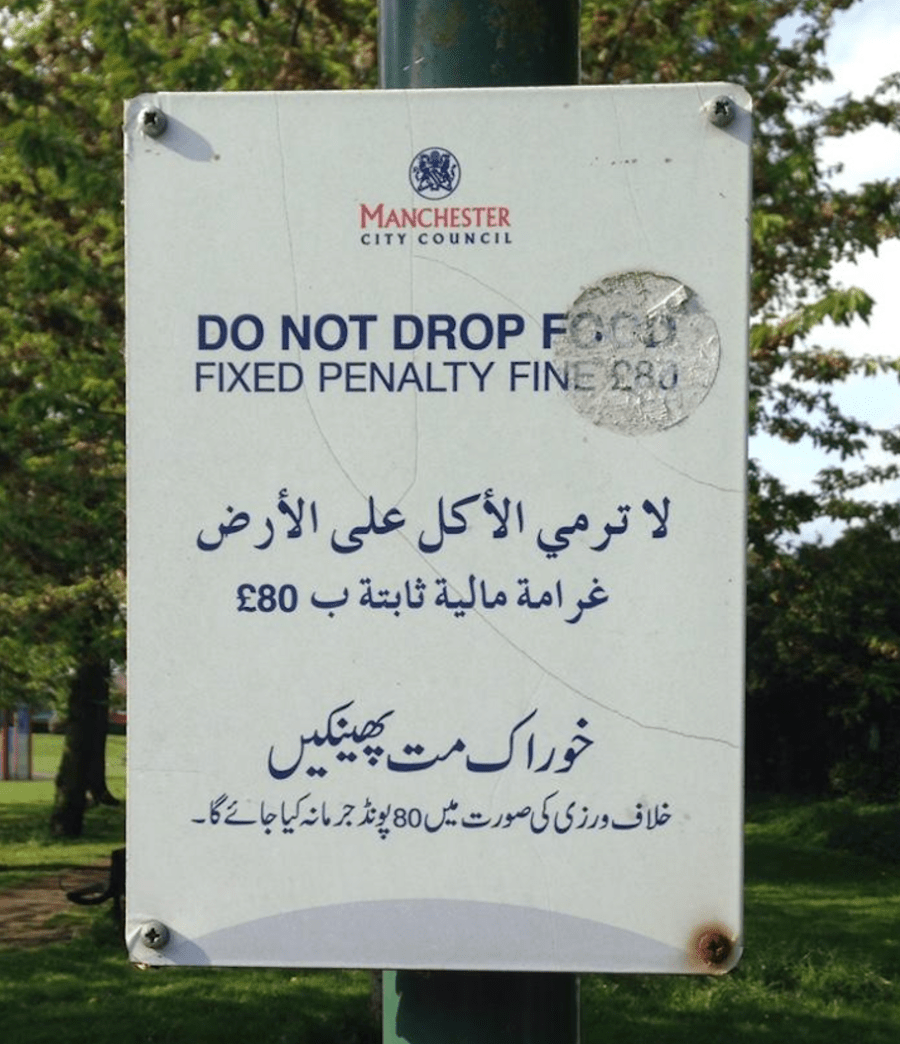 MANCHESTER
CITY COUNCIL
DO NOT DROP FOOD
FIXED PENALTY FINE £80
لا ترمي الأكل على الأرض
غرامة مالية ثابتة ب 80£
خوراک مت پھینکیں
خلاف ورزی کی صورت میں 80 پونڈ جرمانہ کیا جائے گا۔